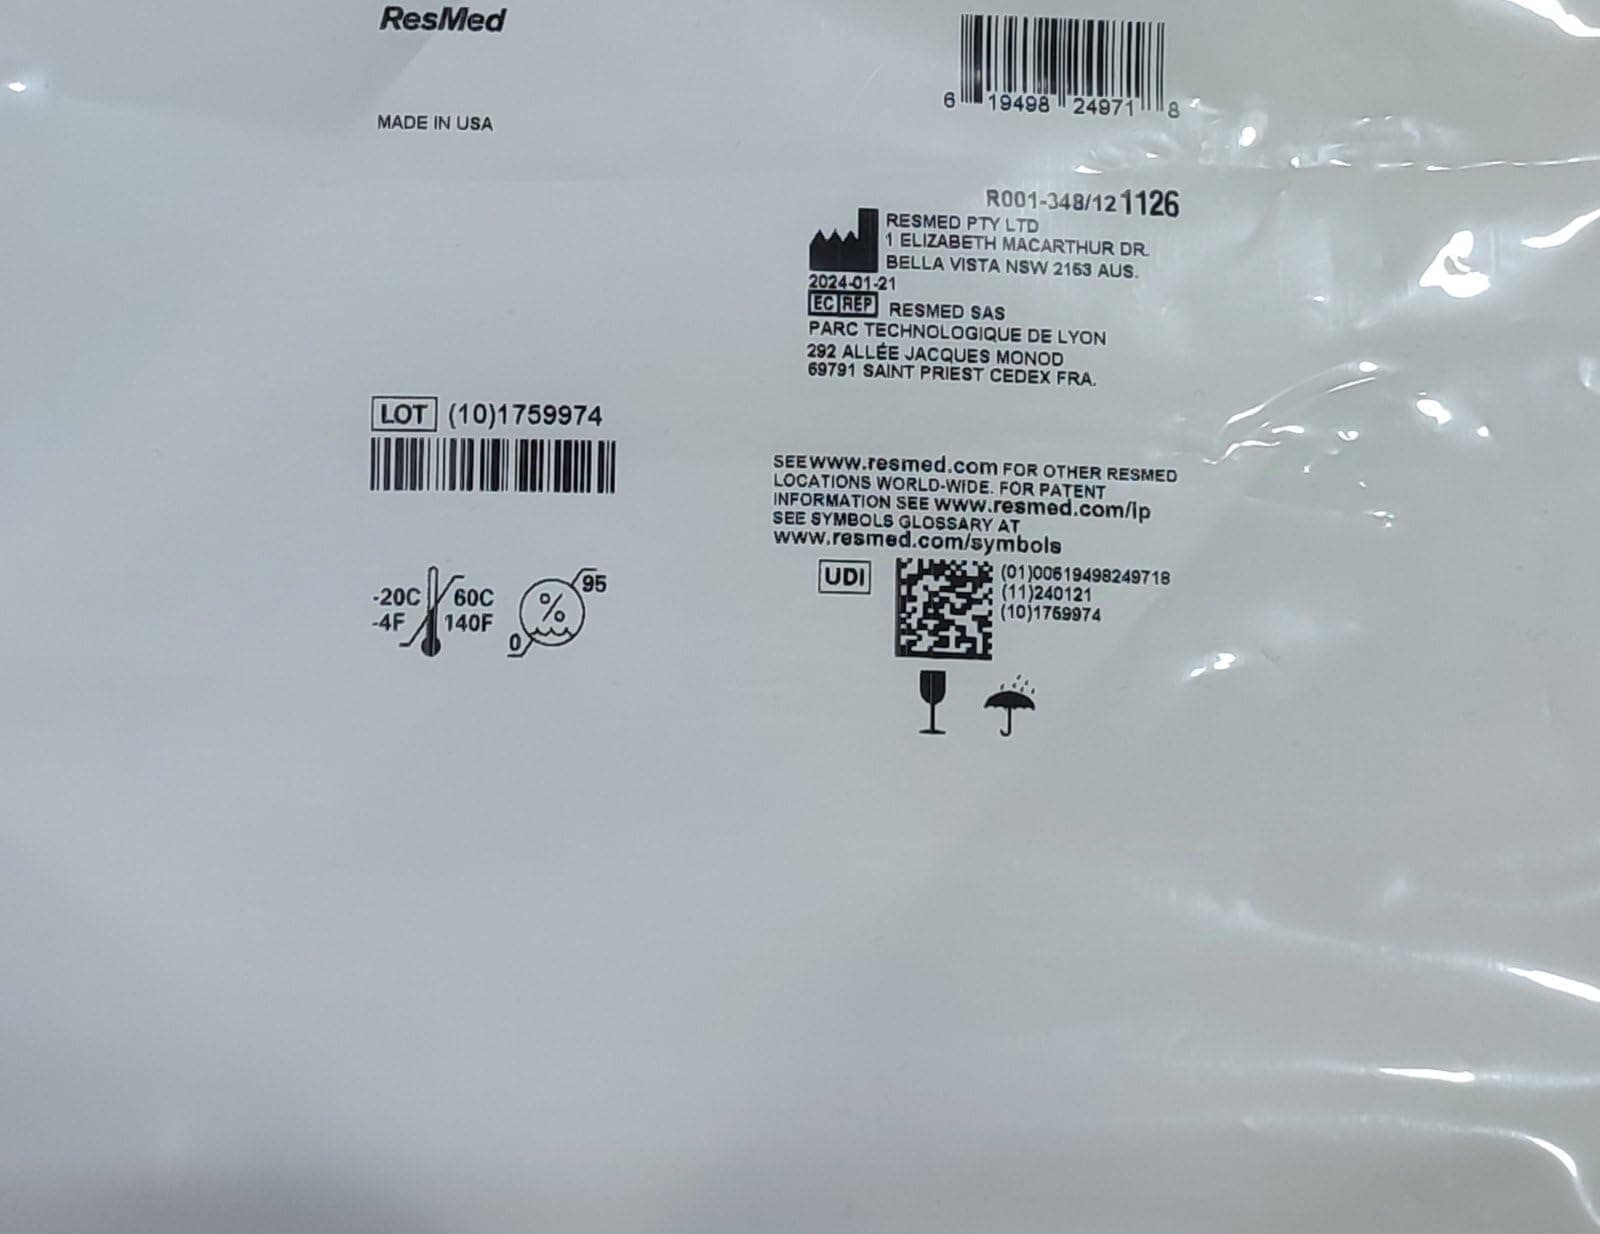 ResMed
6 19498 24971 8
MADE IN USA
R001-348/12 1126
RESMED PTY LTD
1 ELIZABETH MACARTHUR DR.
BELLA VISTA NSW 2153 AUS.
2024-01-21
EC REP RESMED SAS
PARC TECHNOLOGIQUE DE LYON
292 ALLÉE JACQUES MONOD
69791 SAINT PRIEST CEDEX FRA.
LOT (10)1759974
SEE www.resmed.com FOR OTHER RESMED
LOCATIONS WORLD-WIDE. FOR PATENT
INFORMATION SEE www.resmed.com/ip
SEE SYMBOLS GLOSSARY AT
www.resmed.com/symbols
UDI (01)00619498249718
(11)240121
(10)1759974
-20C 60C
-4F 140F
% 95
0